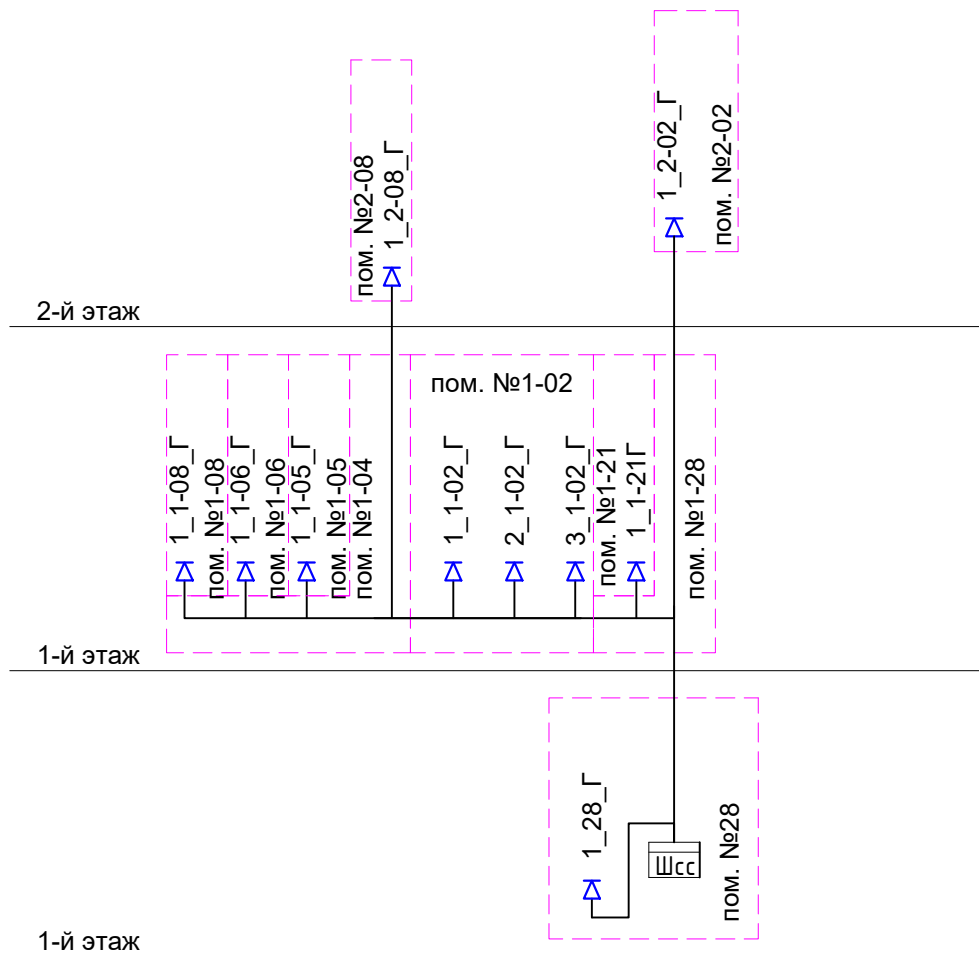 1_2-02_Г
пом. №2-02
пом. №2-08
1_2-08_Г
2-й этаж
пом. №1-02
1_1-08_Г
пом. №1-08
1_1-06_Г
пом. №1-06
1_1-05_Г
пом. №1-05
пом. №1-04
1_1-02_Г
2_1-02_Г
3_1-02_Г
пом. №1-21
1_1-21Г
пом. №1-28
1-й этаж
1_28_Г
Шсс
пом. №28
1-й этаж